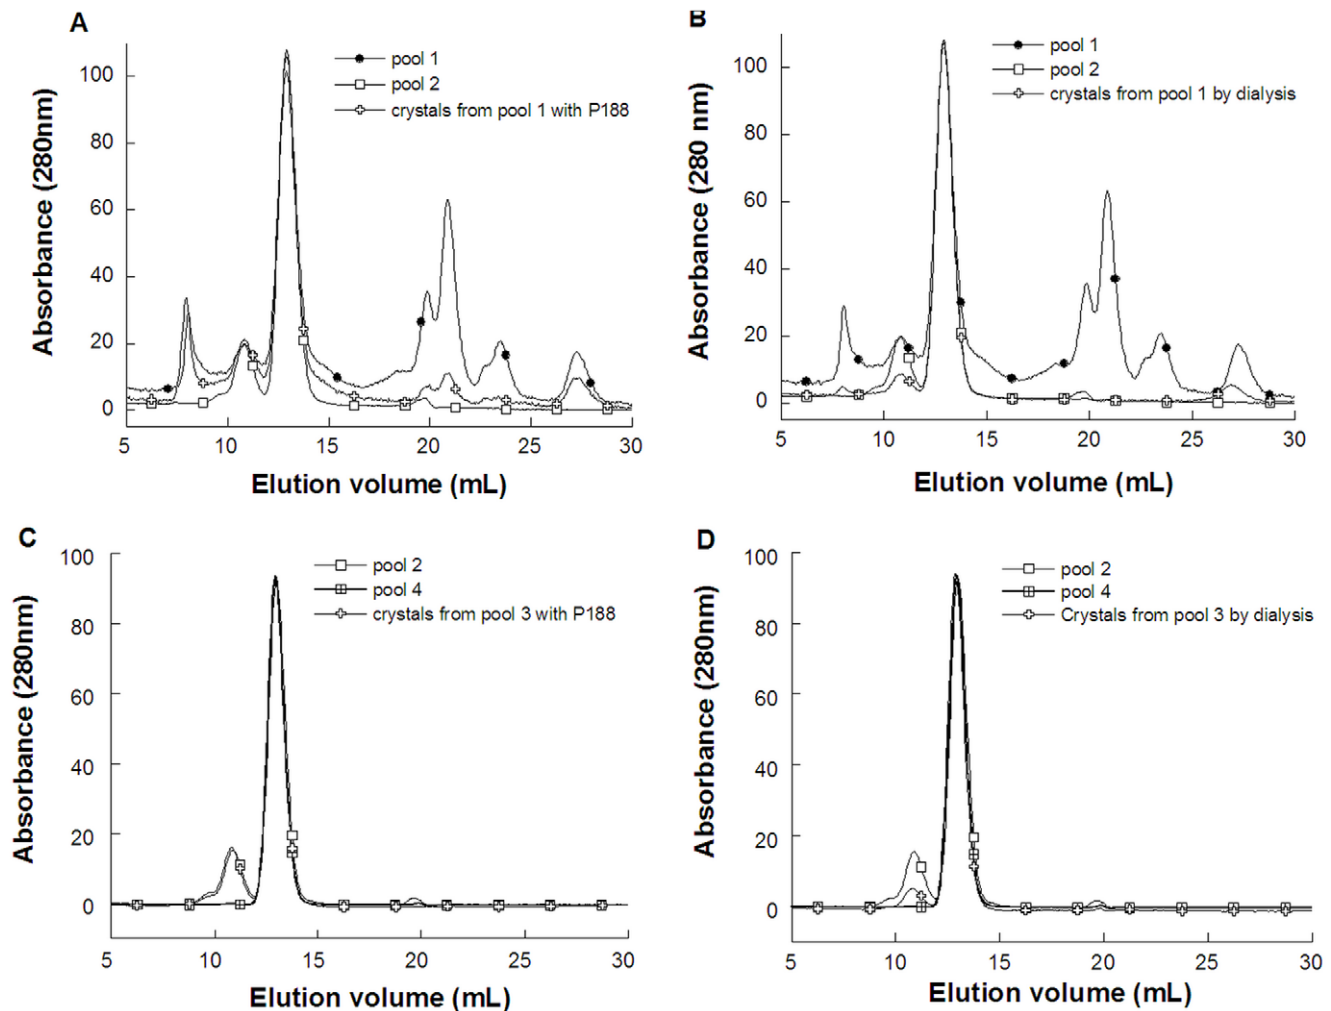 A
Absorbance (280nm)
100
80
60
40
20
0
pool 1
pool 2
crystals from pool 1 with P188
5 10 15 20 25 30
Elution volume (mL)
B
Absorbance (280 nm)
100
80
60
40
20
0
pool 1
pool 2
crystals from pool 1 by dialysis
5 10 15 20 25 30
Elution volume (mL)
C
Absorbance (280nm)
100
80
60
40
20
0
pool 2
pool 4
crystals from pool 3 with P188
5 10 15 20 25 30
Elution volume (mL)
D
Absorbance (280nm)
100
80
60
40
20
0
pool 2
pool 4
Crystals from pool 3 by dialysis
5 10 15 20 25 30
Elution volume (mL)